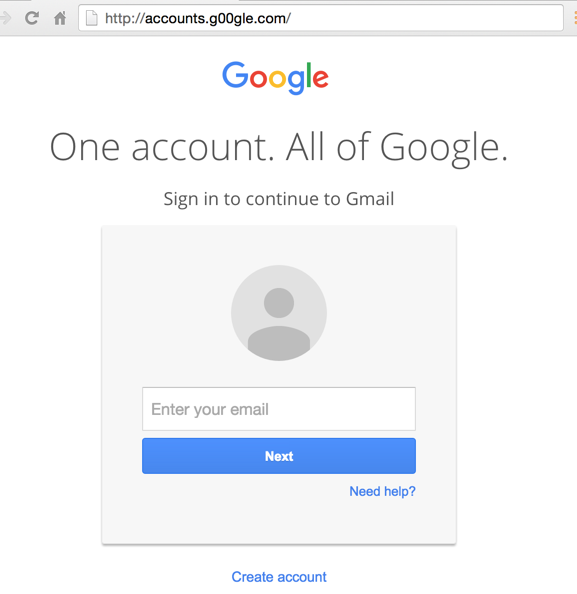 http://accounts.g00gle.com/
Google
One account. All of Google.
Sign in to continue to Gmail
Enter your email
Next
Need help?
Create account